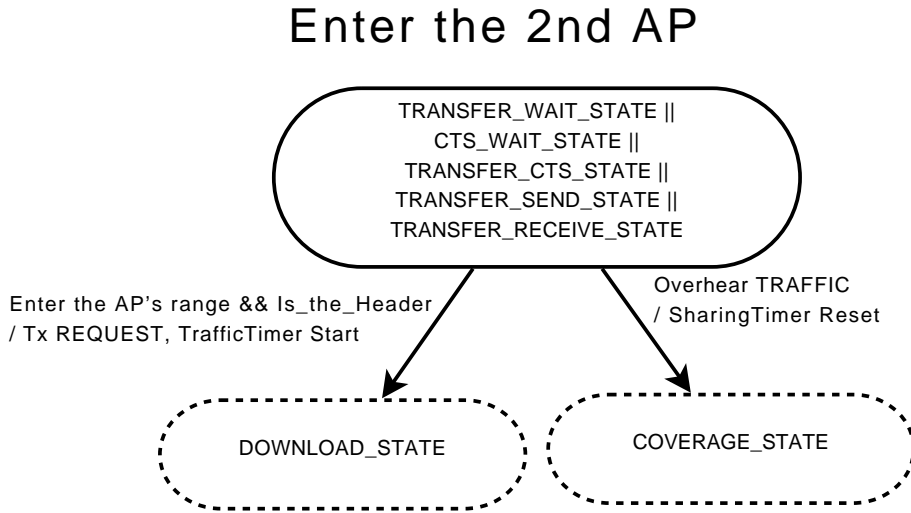 Enter the 2nd AP
TRANSFER_WAIT_STATE ||
CTS_WAIT_STATE ||
TRANSFER_CTS_STATE ||
TRANSFER_SEND_STATE ||
TRANSFER_RECEIVE_STATE
Enter the AP's range && Is_the_Header
/ Tx REQUEST, TrafficTimer Start
Overhear TRAFFIC
/ SharingTimer Reset
DOWNLOAD_STATE
COVERAGE_STATE